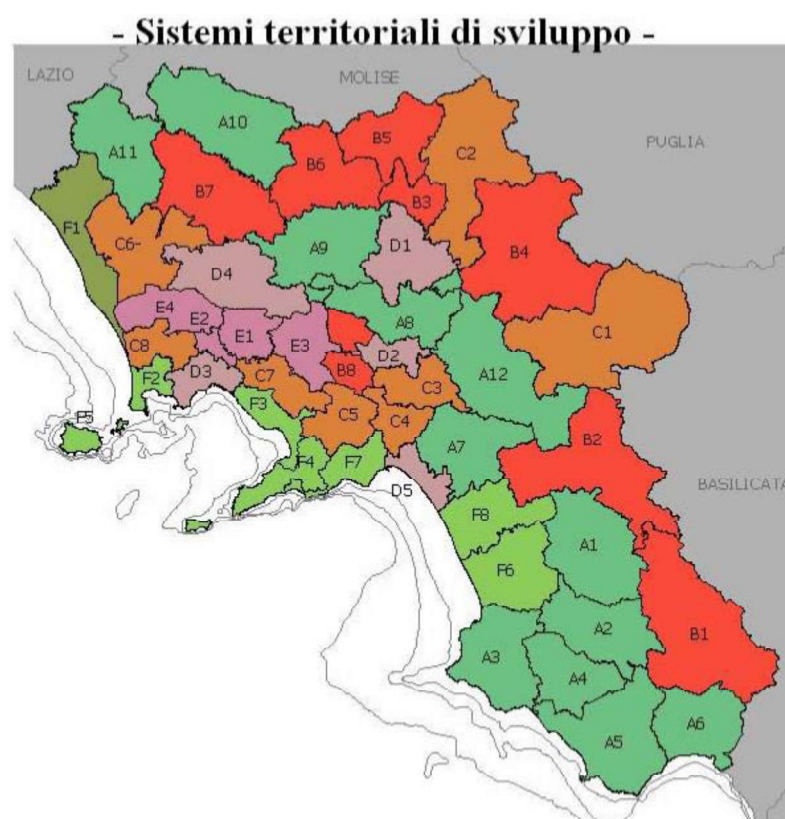 - Sistemi territoriali di sviluppo -
LAZIO
MOLISE
PUGLIA
BASILICATA
A10
B5
A11
B6
C2
B7
B3
F1
C6-
A9
D1
B4
D4
E4
E2
A8
C1
E1
E3
C8
D2
D3
B8
A12
F2
C7
C3
F3
F5
C5
C4
B2
A7
F4
F7
D5
F8
A1
F6
A2
B1
A3
A4
A6
A5